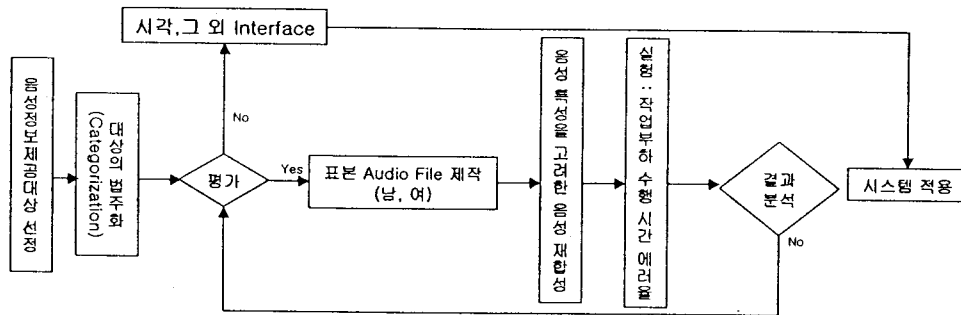 시각,그 외 Interface
음성정보제공대상 선정
대상의 범주화
(Categorization)
No
평가
Yes
표본 Audio File 제작
(남, 여)
음성 특성을 고려한 음성 재합성
실험 : 작업부하 수행 시간 에러율
결과
분석
No
시스템 적용